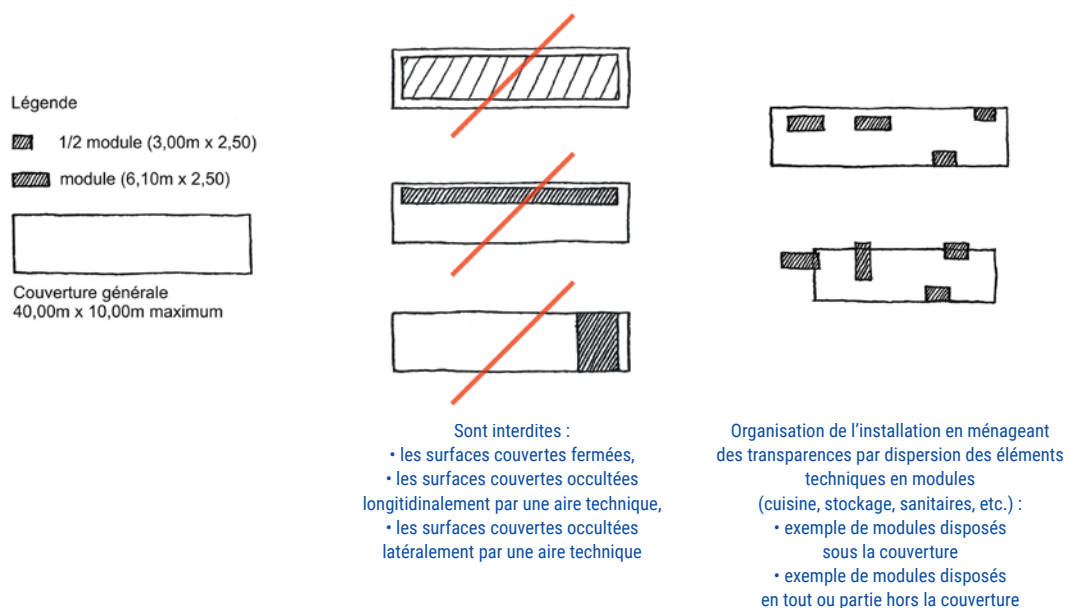 Légende
1/2 module (3,00m x 2,50)
module (6,10m x 2,50)
Couverture générale
40,00m x 10,00m maximum
Sont interdites :
• les surfaces couvertes fermées,
• les surfaces couvertes occultées
longitidinalement par une aire technique,
• les surfaces couvertes occultées
latéralement par une aire technique
Organisation de l’installation en ménageant
des transparences par dispersion des éléments
techniques en modules
(cuisine, stockage, sanitaires, etc.) :
• exemple de modules disposés
sous la couverture
• exemple de modules disposés
en tout ou partie hors la couverture